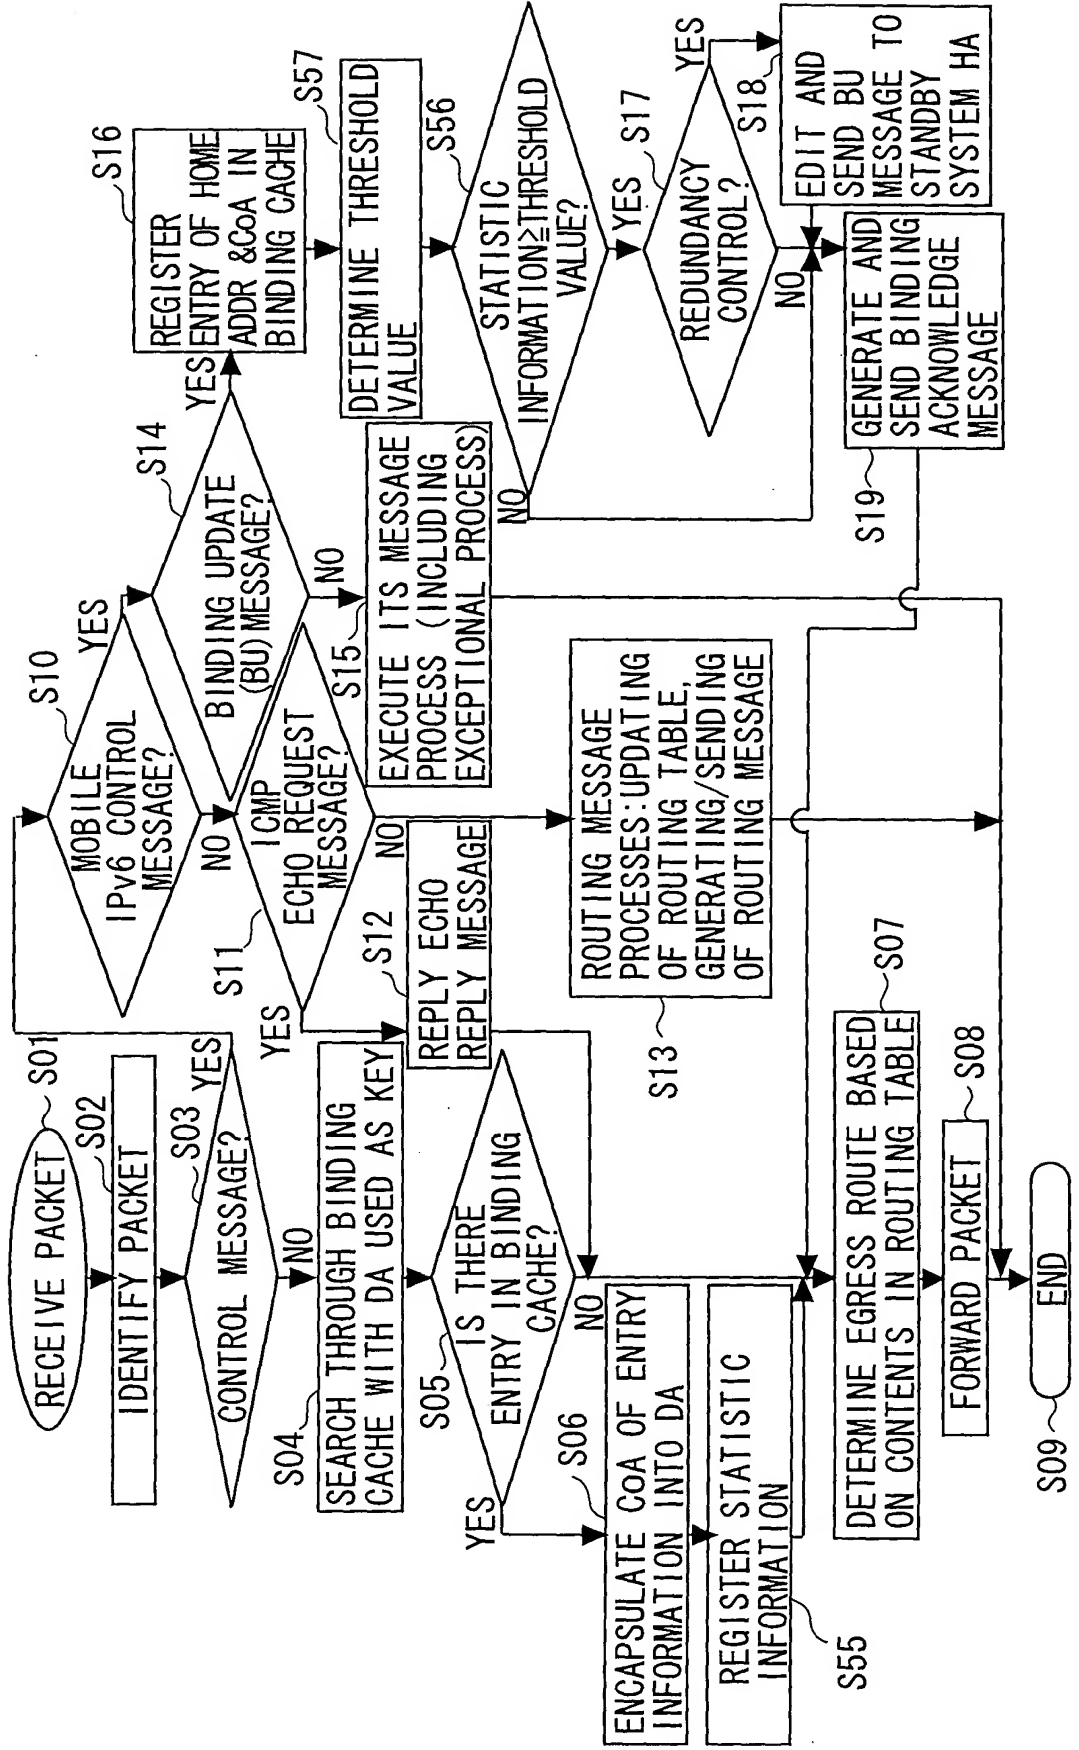 RECEIVE PACKET
S01
IDENTIFY PACKET
S02
CONTROL MESSAGE?
S03
YES
NO
SEARCH THROUGH BINDING
CACHE WITH DA USED AS KEY
S04
IS THERE
ENTRY IN BINDING
CACHE?
S05
YES
NO
ENCAPSULATE CoA OF ENTRY
INFORMATION INTO DA
S06
REGISTER STATISTIC
INFORMATION
S55
DETERMINE EGRESS ROUTE BASED
ON CONTENTS IN ROUTING TABLE
S07
FORWARD PACKET
S08
END
S09
MOBILE
IPv6 CONTROL
MESSAGE?
S10
YES
NO
ICMP
ECHO REQUEST
MESSAGE?
S11
YES
NO
REPLY ECHO
REPLY MESSAGE
S12
ROUTING MESSAGE
PROCESSES:UPDATING
OF ROUTING TABLE,
GENERATING/SENDING
OF ROUTING MESSAGE
S13
BINDING UPDATE
(BU)MESSAGE?
S14
YES
NO
EXECUTE ITS MESSAGE
PROCESS (INCLUDING
EXCEPTIONAL PROCESS)
S15
REGISTER
ENTRY OF HOME
ADDR &CoA IN
BINDING CACHE
S16
DETERMINE THRESHOLD
VALUE
S57
STATISTIC
INFORMATION≧THRESHOLD
VALUE?
S56
NO
YES
REDUNDANCY
CONTROL?
S17
YES
NO
EDIT AND
SEND BU
MESSAGE TO
STANDBY
SYSTEM HA
S18
GENERATE AND
SEND BINDING
ACKNOWLEDGE
MESSAGE
S19